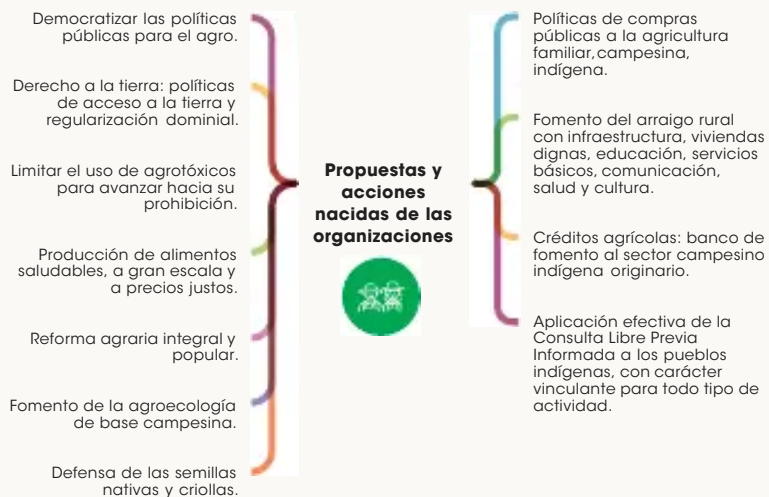 Democratizar las políticas
públicas para el agro.
Derecho a la tierra: políticas
de acceso a la tierra y
regularización dominial.
Limitar el uso de agrotóxicos
para avanzar hacia su
prohibición.
Producción de alimentos
saludables, a gran escala y
a precios justos.
Reforma agraria integral y
popular.
Fomento de la agroecología
de base campesina.
Defensa de las semillas
nativas y criollas.
Propuestas y
acciones
nacidas de las
organizaciones
Políticas de compras
públicas a la agricultura
familiar, campesina,
indígena.
Fomento del arraigo rural
con infraestructura, viviendas
dignas, educación, servicios
básicos, comunicación,
salud y cultura.
Créditos agrícolas: banco de
fomento al sector campesino
indígena originario.
Aplicación efectiva de la
Consulta Libre Previa
Informada a los pueblos
indígenas, con carácter
vinculante para todo tipo de
actividad.